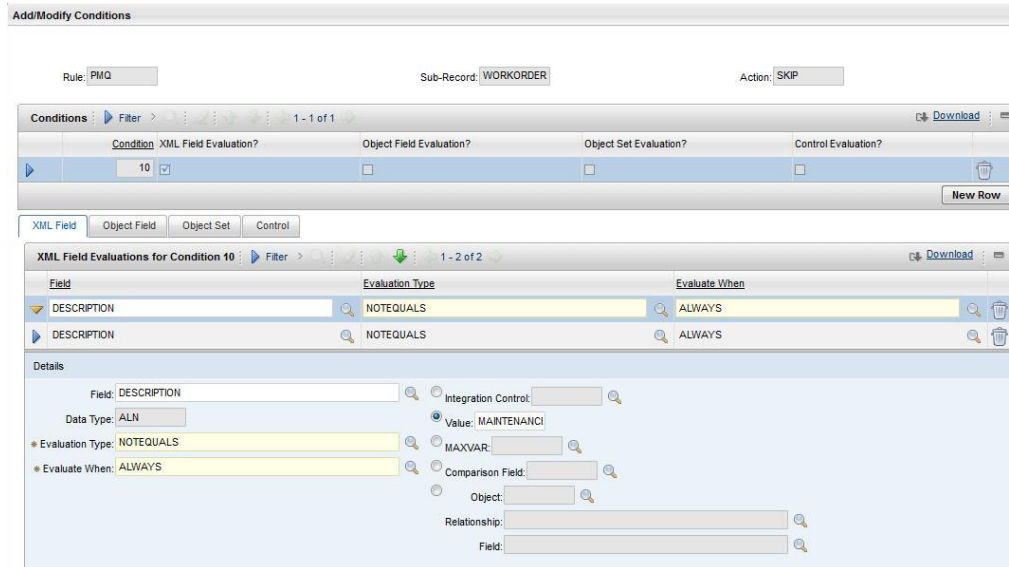 Add/Modify Conditions
Rule: PMQ Sub-Record: WORKORDER Action: SKIP
Conditions Filter 1 - 1 of 1 Download
Condition XML Field Evaluation? Object Field Evaluation? Object Set Evaluation? Control Evaluation?
10
New Row
XML Field Object Field Object Set Control
XML Field Evaluations for Condition 10 Filter 1 - 2 of 2 Download
Field Evaluation Type Evaluate When
DESCRIPTION NOTEQUALS ALWAYS
DESCRIPTION NOTEQUALS ALWAYS
Details
Field: DESCRIPTION Integration Control:
Data Type: ALN Value: MAINTENANCI
* Evaluation Type: NOTEQUALS MAXVAR:
* Evaluate When: ALWAYS Comparison Field:
Object:
Relationship:
Field: